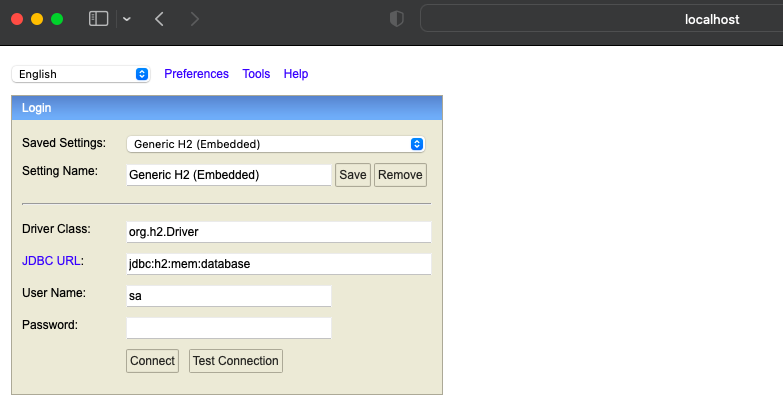 localhost
English Preferences Tools Help
Login
Saved Settings: Generic H2 (Embedded)
Setting Name: Generic H2 (Embedded) Save Remove
Driver Class: org.h2.Driver
JDBC URL: jdbc:h2:mem:database
User Name: sa
Password:
Connect Test Connection